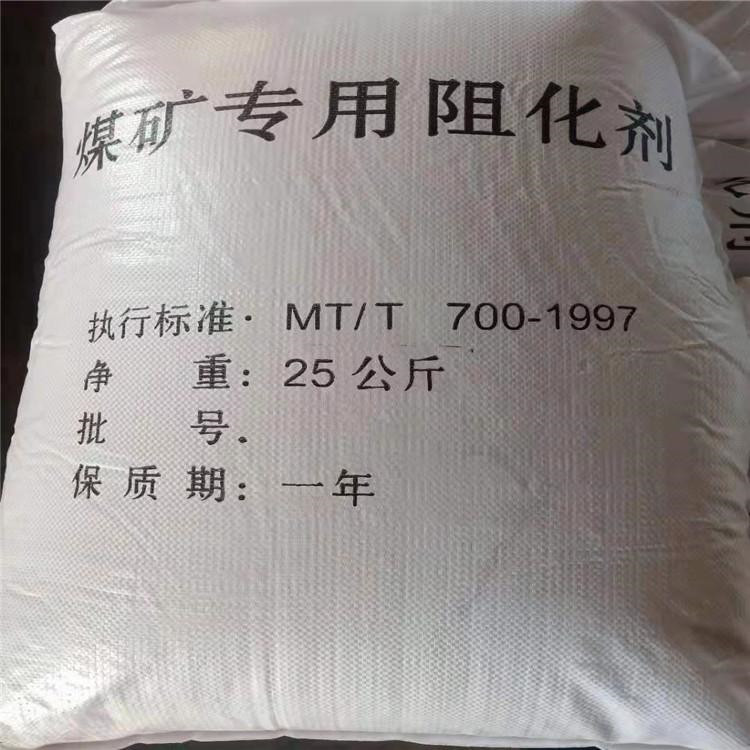 煤矿专用阻化剂
执行标准: MT/T 700-1997
净 重: 25公斤
批 号:
保质期: 一年